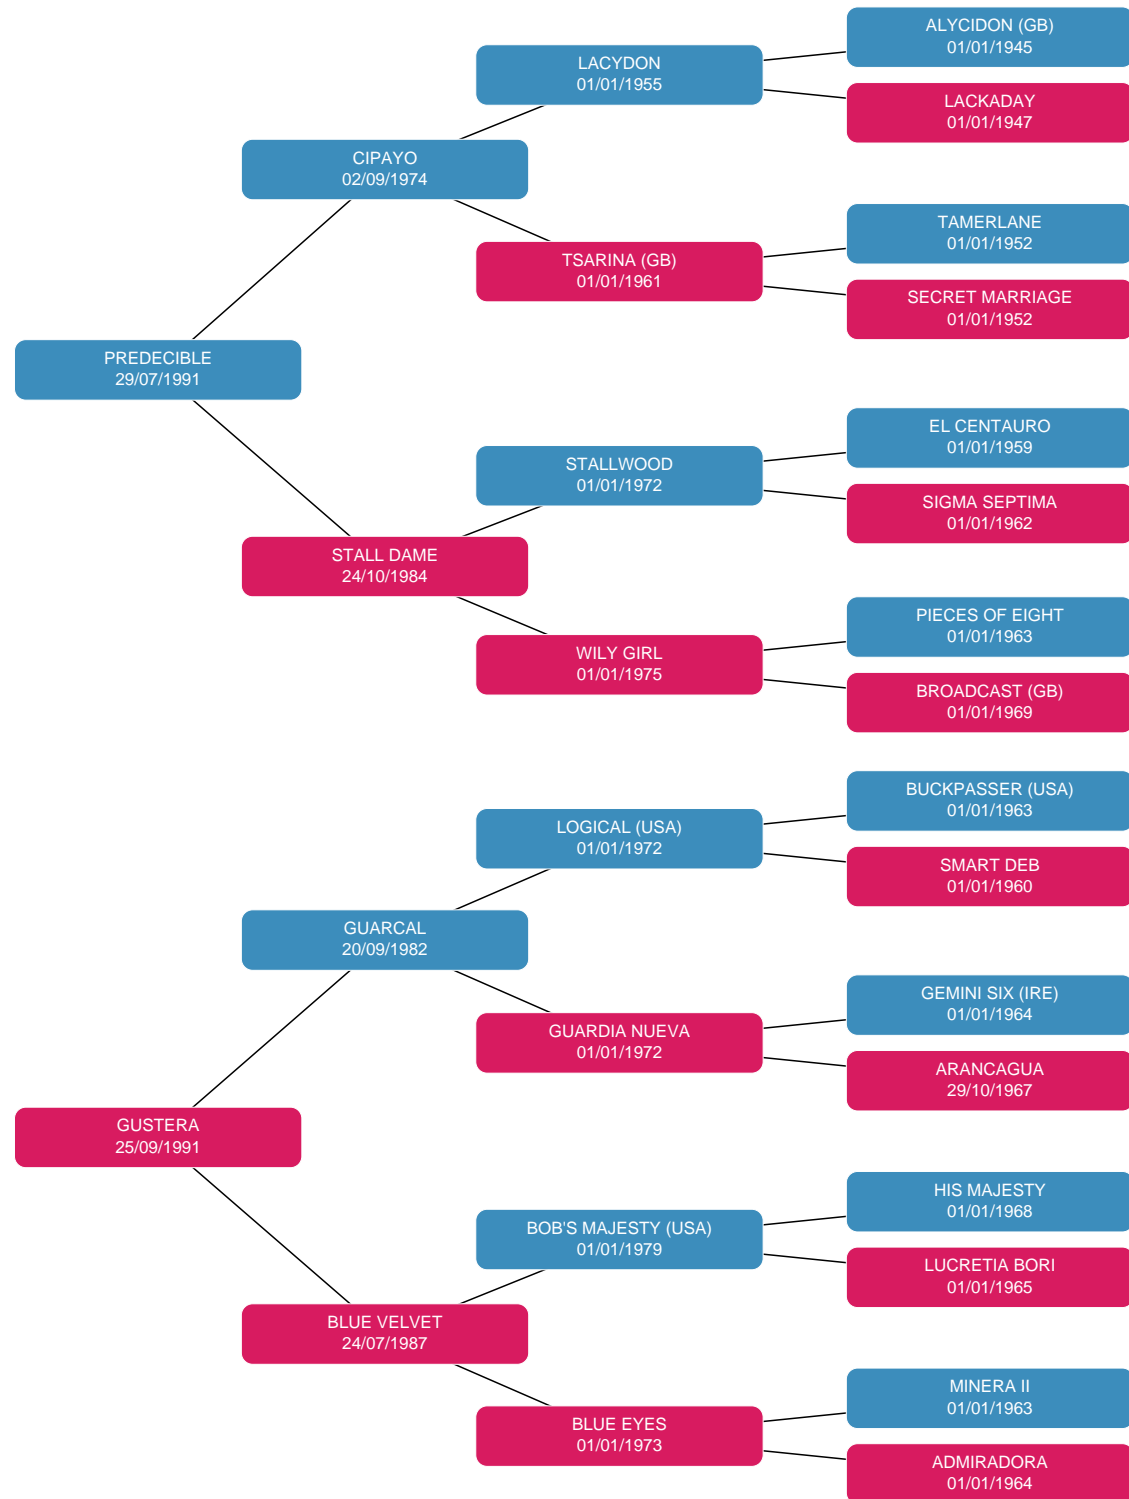 ALYCIDON (GB)
01/01/1945
LACYDON
01/01/1955
LACKADAY
01/01/1947
CIPAYO
02/09/1974
TAMERLANE
01/01/1952
TSARINA (GB)
01/01/1961
SECRET MARRIAGE
01/01/1952
PREDECIBLE
29/07/1991
EL CENTAURO
01/01/1959
STALLWOOD
01/01/1972
SIGMA SEPTIMA
01/01/1962
STALL DAME
24/10/1984
PIECES OF EIGHT
01/01/1963
WILY GIRL
01/01/1975
BROADCAST (GB)
01/01/1969
BUCKPASSER (USA)
01/01/1963
LOGICAL (USA)
01/01/1972
SMART DEB
01/01/1960
GUARCAL
20/09/1982
GEMINI SIX (IRE)
01/01/1964
GUARDIA NUEVA
01/01/1972
ARANCAGUA
29/10/1967
GUSTERA
25/09/1991
HIS MAJESTY
01/01/1968
BOB'S MAJESTY (USA)
01/01/1979
LUCRETIA BORI
01/01/1965
BLUE VELVET
24/07/1987
MINERA II
01/01/1963
BLUE EYES
01/01/1973
ADMIRADORA
01/01/1964